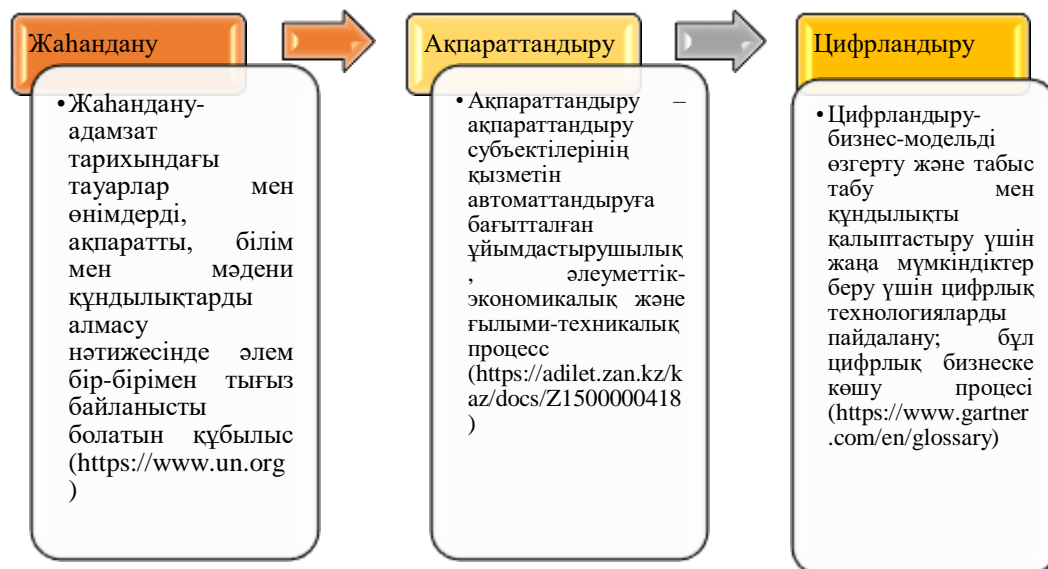 Жаһандану
•Жаһандану-
адамзат
тарихындағы
тауарлар мен
өнімдерді,
ақпаратты, білім
мен мәдени
құндылықтарды
алмасу
нәтижесінде әлем
бір-бірімен тығыз
байланысты
болатын құбылыс
(https://www.un.org
)
Ақпараттандыру
•Ақпараттандыру –
ақпараттандыру
субъектілерінің
қызметін
автоматтандыруға
бағытталған
ұйымдастырушылық
, әлеуметтік-
экономикалық және
ғылыми-техникалық
процесс
(https://adilet.zan.kz/k
az/docs/Z1500000418
)
Цифрландыру
•Цифрландыру-
бизнес-модельді
өзгерту және табыс
табу мен
құндылықты
қалыптастыру үшін
жаңа мүмкіндіктер
беру үшін цифрлық
технологияларды
пайдалану; бұл
цифрлық бизнеске
көшу процесі
(https://www.gartner
.com/en/glossary)